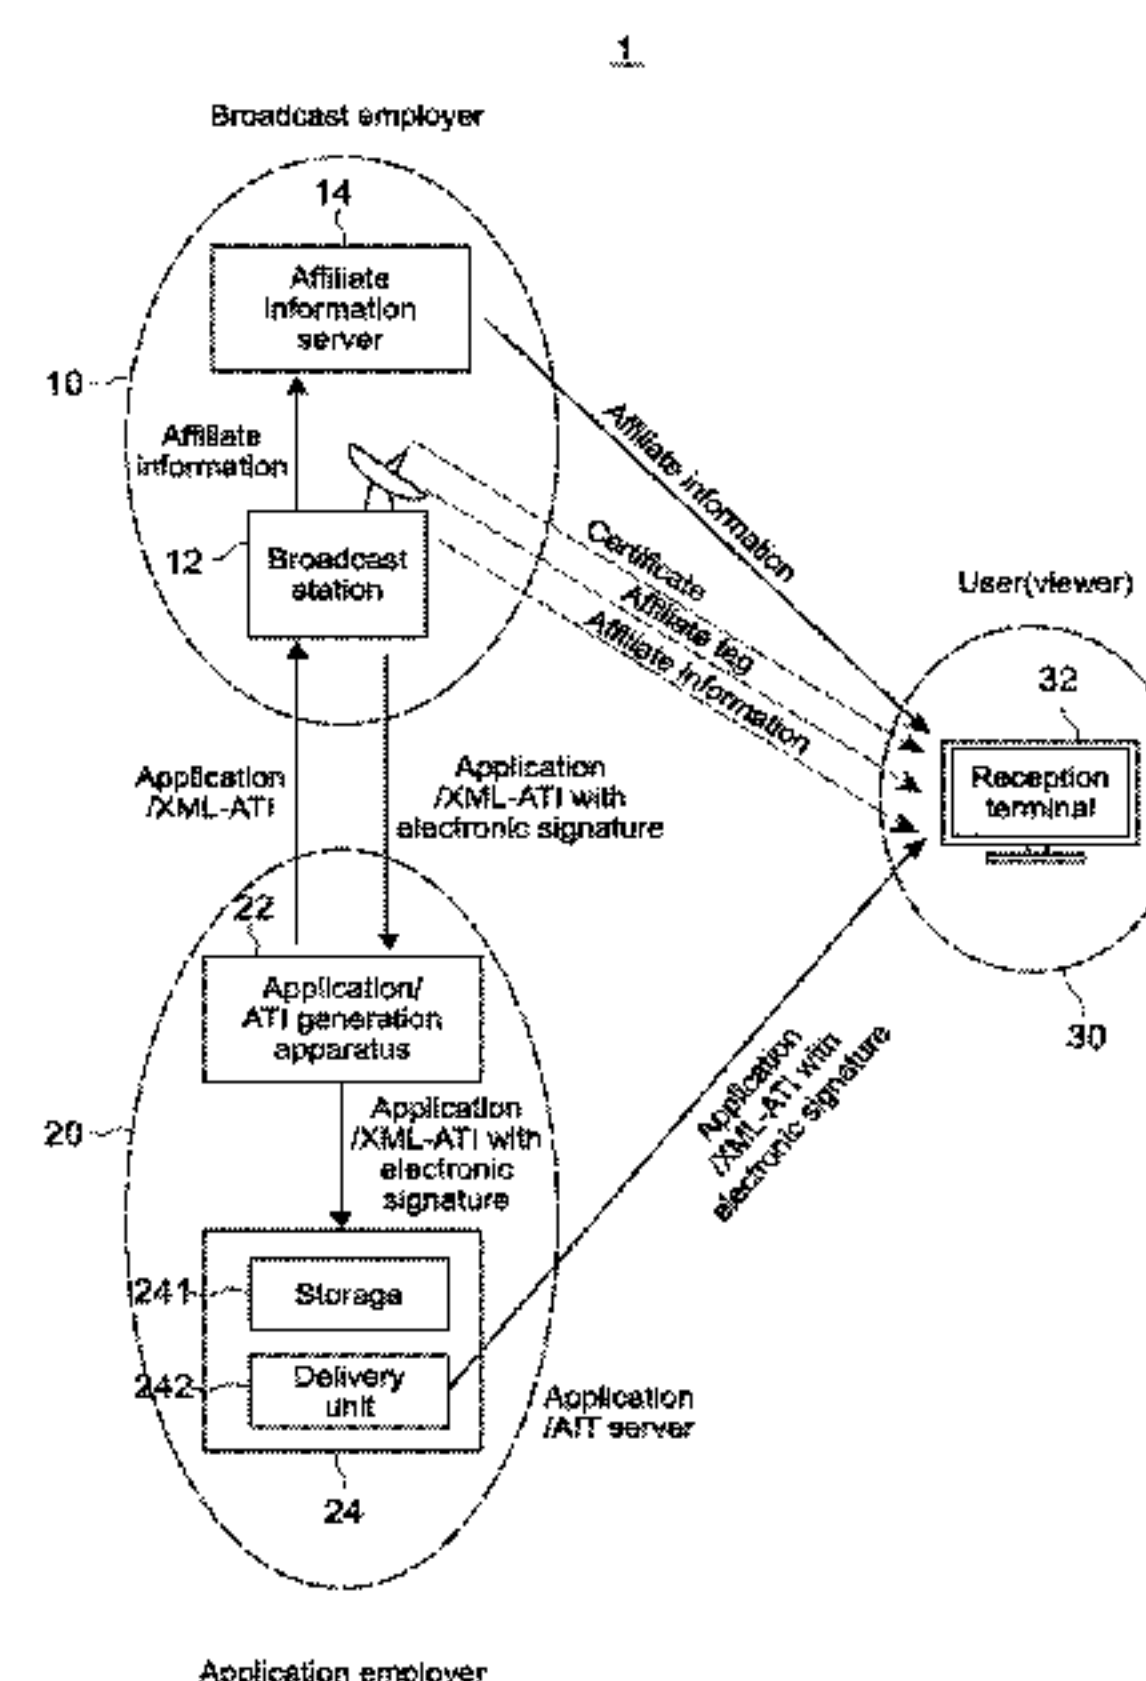 1
Broadcast employer
14
Affiliate
information
server
10
Affiliate
information
12
Broadcast
station
Affiliate information
Certificate
Affiliate tag
Affiliate information
User(viewer)
32
Reception
terminal
30
Application
/XML-ATI
Application
/XML-ATI with
electronic signature
22
Application/
ATI generation
apparatus
20
Application
/XML-ATI with
electronic
signature
Application
/XML-ATI with
electronic signature
241
Storage
242
Delivery
unit
Application
/AIT server
24
Application employer